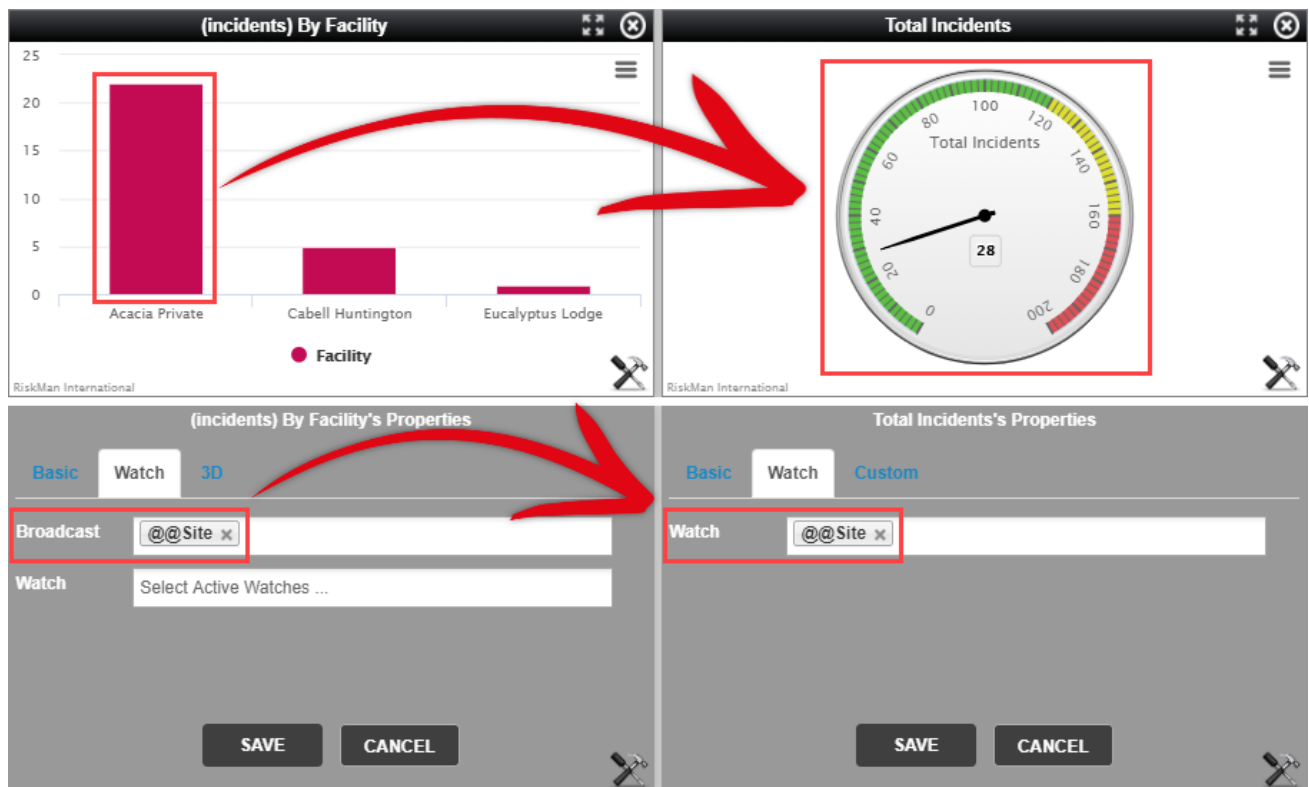 (incidents) By Facility
25
20
15
10
5
0
Acacia Private
Cabell Huntington
Eucalyptus Lodge
Facility
RiskMan International
Total Incidents
0
20
40
60
80
100
120
140
160
180
200
Total Incidents
28
RiskMan International
(incidents) By Facility's Properties
Basic Watch 3D
Broadcast @@Site x
Watch Select Active Watches ...
SAVE CANCEL
Total Incidents's Properties
Basic Watch Custom
Watch @@Site x
SAVE CANCEL